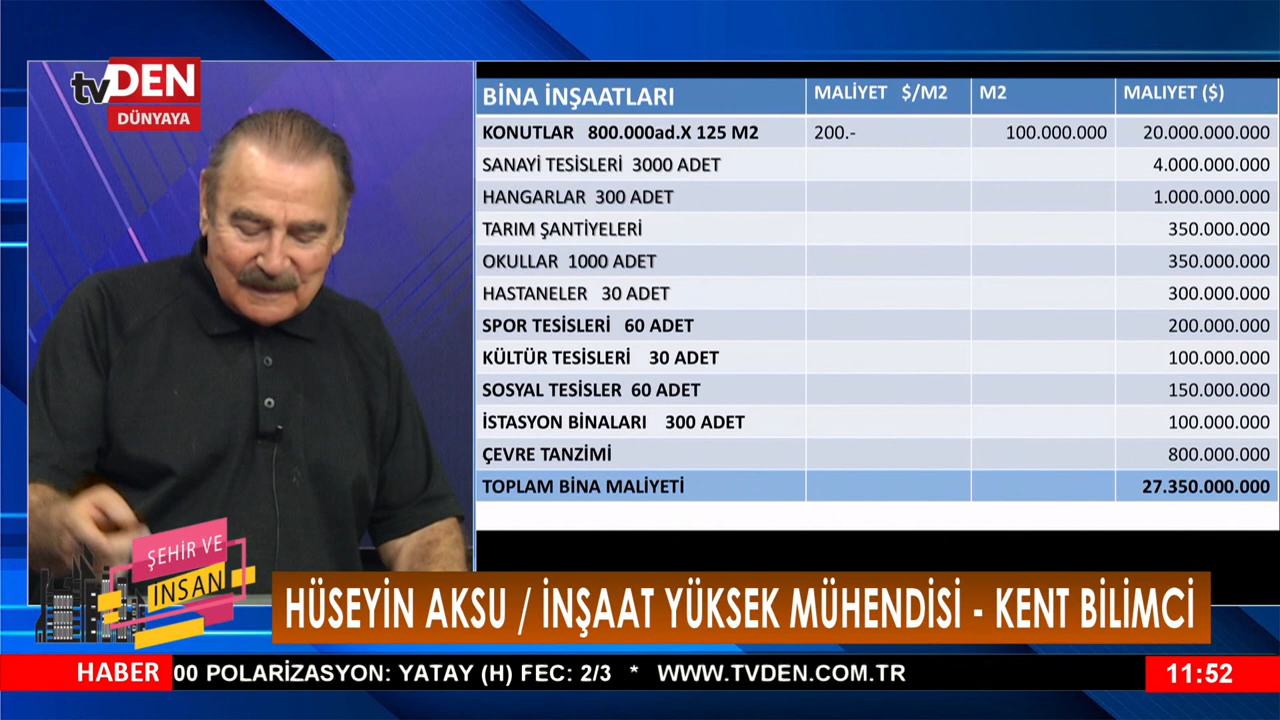 tvDEN
DÜNYAYA
BİNA İNŞAATLARI MALİYET $/M2 M2 MALIYET ($)
KONUTLAR 800.000ad.X 125 M2 200.- 100.000.000 20.000.000.000
SANAYİ TESİSLERİ 3000 ADET 4.000.000.000
HANGARLAR 300 ADET 1.000.000.000
TARIM ŞANTİYELERİ 350.000.000
OKULLAR 1000 ADET 350.000.000
HASTANELER 30 ADET 300.000.000
SPOR TESİSLERİ 60 ADET 200.000.000
KÜLTÜR TESİSLERİ 30 ADET 100.000.000
SOSYAL TESİSLER 60 ADET 150.000.000
İSTASYON BİNALARI 300 ADET 100.000.000
ÇEVRE TANZİMİ 800.000.000
TOPLAM BİNA MALİYETİ 27.350.000.000
ŞEHİR VE
İNSAN
HÜSEYİN AKSU / İNŞAAT YÜKSEK MÜHENDİSİ - KENT BİLİMCİ
HABER 00 POLARİZASYON: YATAY (H) FEC: 2/3 * WWW.TVDEN.COM.TR 11:52